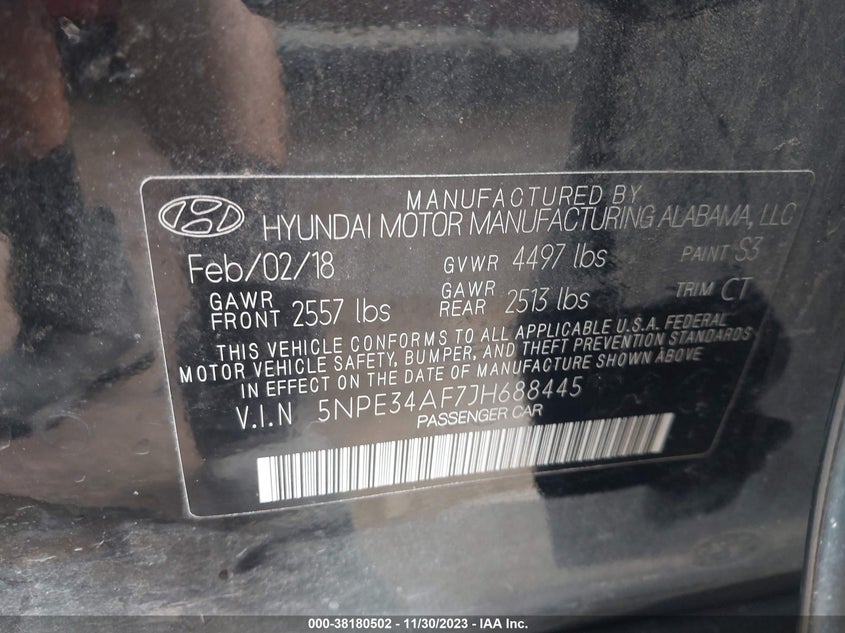 MANUFACTURED BY
HYUNDAI MOTOR MANUFACTURING ALABAMA, LLC
Feb/02/18 GVWR 4497 lbs PAINT S3
GAWR FRONT 2557 lbs GAWR REAR 2513 lbs TRIM CT
THIS VEHICLE CONFORMS TO ALL APPLICABLE U.S.A. FEDERAL
MOTOR VEHICLE SAFETY, BUMPER, AND THEFT PREVENTION STANDARDS
IN EFFECT ON THE DATE OF MANUFACTURE SHOWN ABOVE
V.I.N 5NPE34AF7JH688445
PASSENGER CAR
000-38180502 - 11/30/2023 - IAA Inc.